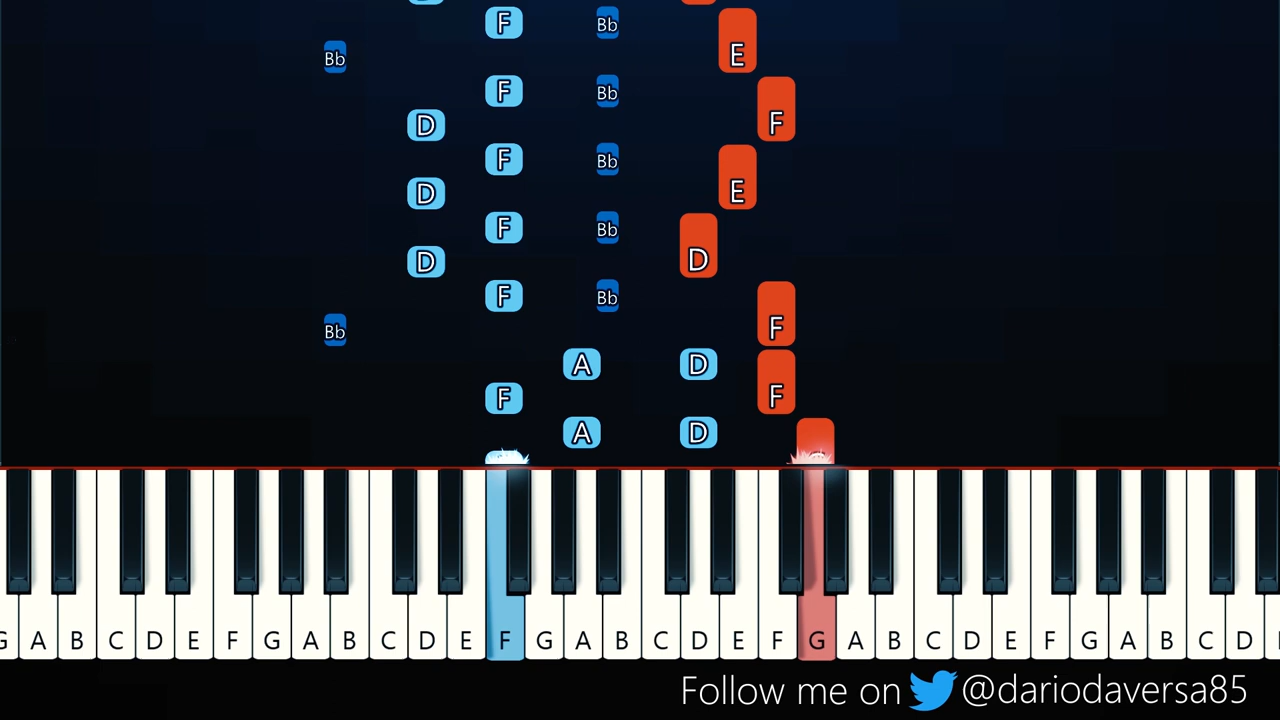 F Bb E
Bb
F Bb F
D
F Bb E
D
F Bb D
D
F Bb F
Bb
A D F
F
A D
G A B C D E F G A B C D E F G A B C D E F G A B C D E F G A B C D
Follow me on @dariodaversa85